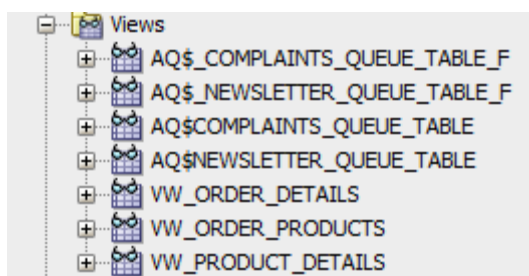 Views
AQ$_COMPLAINTS_QUEUE_TABLE_F
AQ$_NEWSLETTER_QUEUE_TABLE_F
AQ$COMPLAINTS_QUEUE_TABLE
AQ$NEWSLETTER_QUEUE_TABLE
VW_ORDER_DETAILS
VW_ORDER_PRODUCTS
VW_PRODUCT_DETAILS